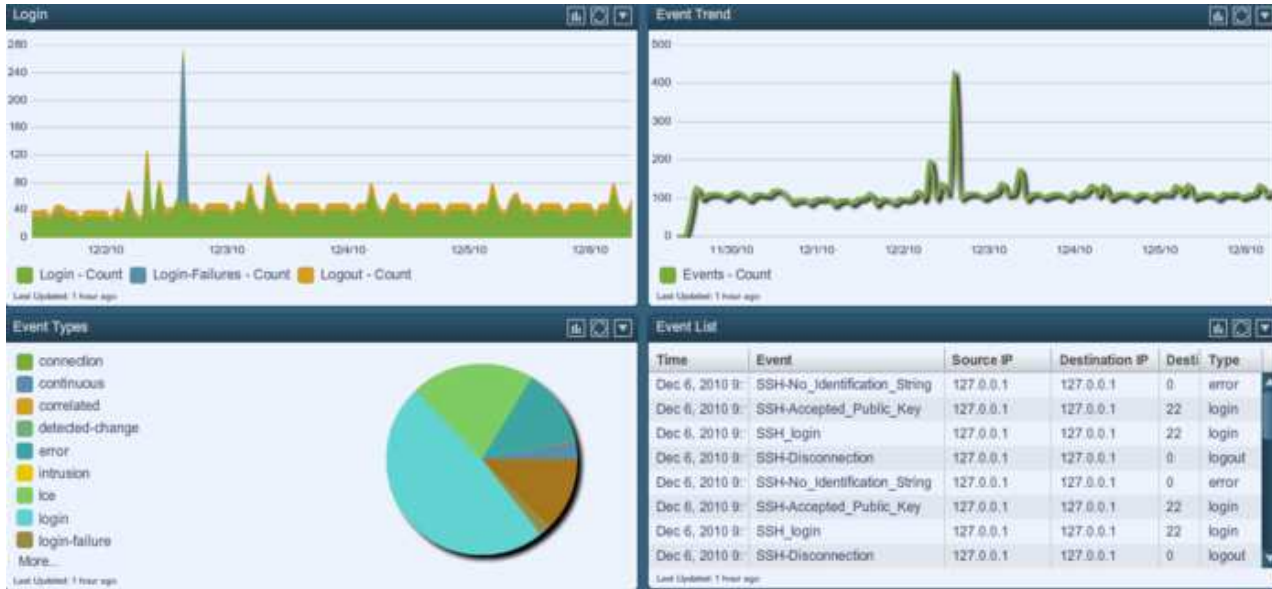 Login
280
240
200
160
120
80
40
0
12/2/10 12/3/10 12/4/10 12/5/10 12/6/10
Login - Count Login-Failures - Count Logout - Count
Last Updated: 1 hour ago
Event Trend
500
400
300
200
100
0
11/30/10 12/1/10 12/2/10 12/3/10 12/4/10 12/5/10 12/6/10
Events - Count
Last Updated: 1 hour ago
Event Types
connection
continuous
correlated
detected-change
error
intrusion
lce
login
login-failure
More...
Last Updated: 1 hour ago
Event List
Time Event Source IP Destination IP Desti Type
Dec 6, 2010 9: SSH-No_Identification_String 127.0.0.1 127.0.0.1 0 error
Dec 6, 2010 9: SSH-Accepted_Public_Key 127.0.0.1 127.0.0.1 22 login
Dec 6, 2010 9: SSH_login 127.0.0.1 127.0.0.1 22 login
Dec 6, 2010 9: SSH-Disconnection 127.0.0.1 127.0.0.1 0 logout
Dec 6, 2010 9: SSH-No_Identification_String 127.0.0.1 127.0.0.1 0 error
Dec 6, 2010 9: SSH-Accepted_Public_Key 127.0.0.1 127.0.0.1 22 login
Dec 6, 2010 9: SSH_login 127.0.0.1 127.0.0.1 22 login
Dec 6, 2010 9: SSH-Disconnection 127.0.0.1 127.0.0.1 0 logout
Last Updated: 1 hour ago